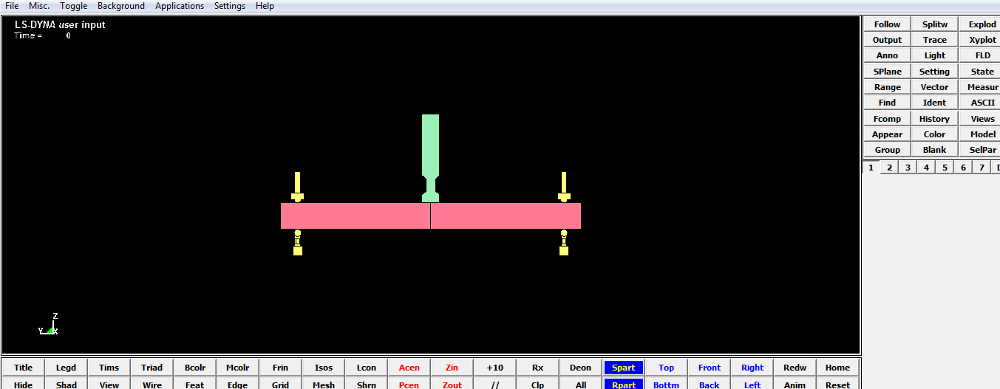 File Misc. Toggle Background Applications Settings Help
LS-DYNA user input
Time = 0
Z
Y X
Follow Splitw Explod
Output Trace Xyplot
Anno Light FLD
SPlane Setting State
Range Vector Measur
Find Ident ASCII
Fcomp History Views
Appear Color Model
Group Blank SelPar
1 2 3 4 5 6 7 D
Title Legd Tims Triad Bcolr Mcolr Frin Isos Lcon Acen Zin +10 Rx Deon Spart Top Front Right Redw Home
Hide Shad View Wire Feat Edge Grid Mesh Shrn Pcen Zout // Clp All Rpart Bottm Back Left Anim Reset